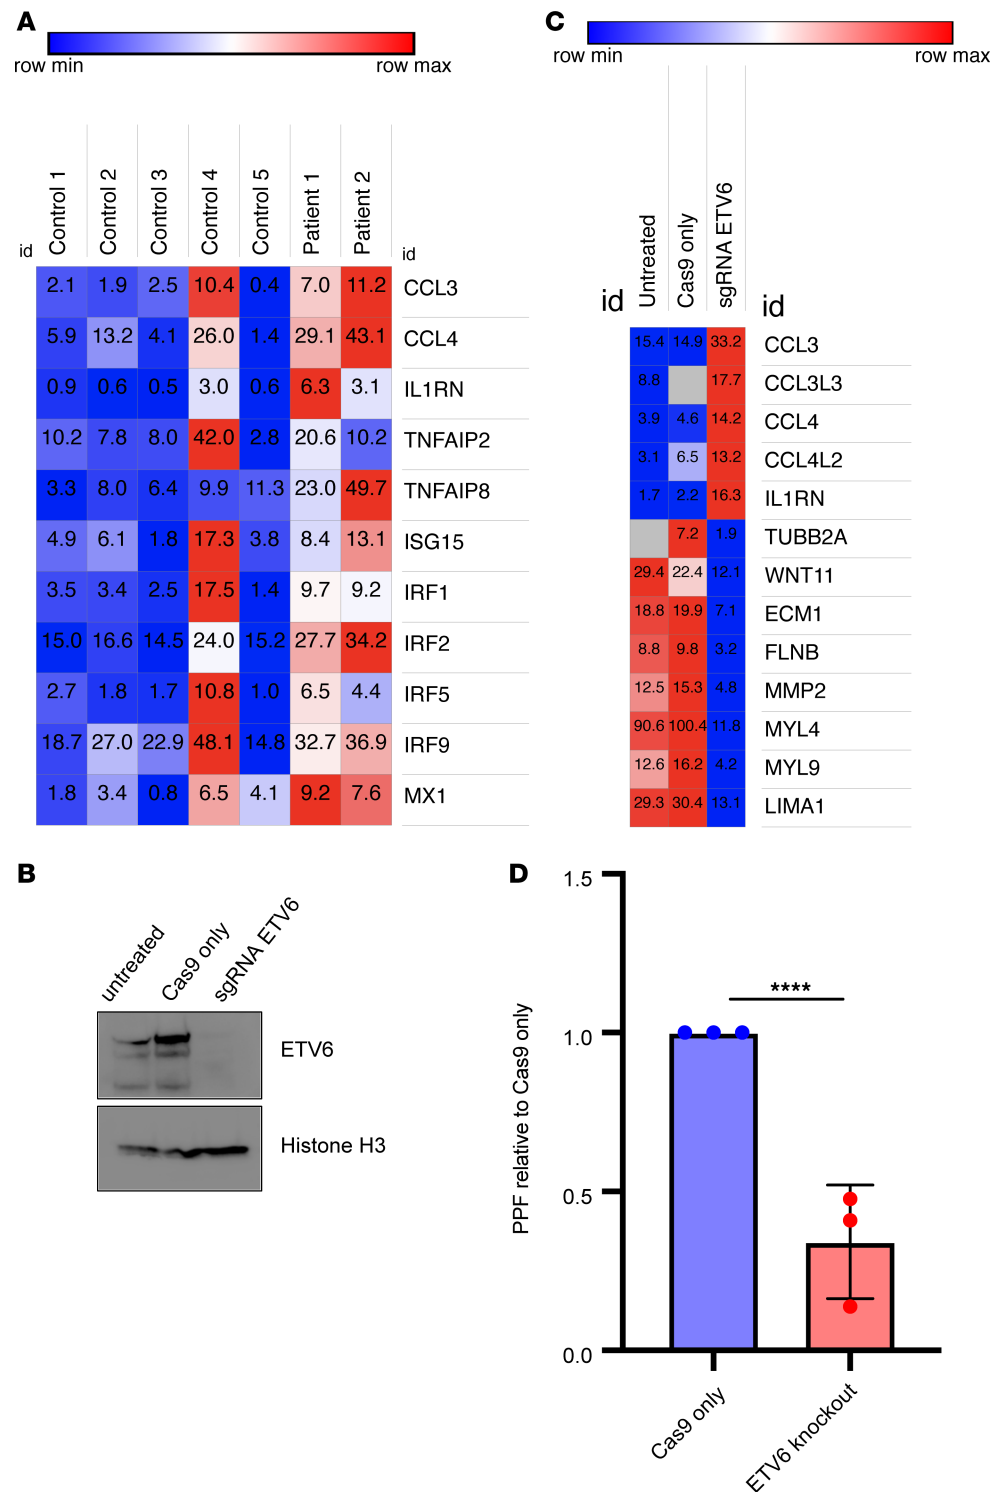 A
row min row max
id Control 1 Control 2 Control 3 Control 4 Control 5 Patient 1 Patient 2 id
2.1 1.9 2.5 10.4 0.4 7.0 11.2 CCL3
5.9 13.2 4.1 26.0 1.4 29.1 43.1 CCL4
0.9 0.6 0.5 3.0 0.6 6.3 3.1 IL1RN
10.2 7.8 8.0 42.0 2.8 20.6 10.2 TNFAIP2
3.3 8.0 6.4 9.9 11.3 23.0 49.7 TNFAIP8
4.9 6.1 1.8 17.3 3.8 8.4 13.1 ISG15
3.5 3.4 2.5 17.5 1.4 9.7 9.2 IRF1
15.0 16.6 14.5 24.0 15.2 27.7 34.2 IRF2
2.7 1.8 1.7 10.8 1.0 6.5 4.4 IRF5
18.7 27.0 22.9 48.1 14.8 32.7 36.9 IRF9
1.8 3.4 0.8 6.5 4.1 9.2 7.6 MX1
C
row min row max
id Untreated Cas9 only sgRNA ETV6 id
15.4 14.9 33.2 CCL3
8.8 17.7 CCL3L3
3.9 4.6 14.2 CCL4
3.1 6.5 13.2 CCL4L2
1.7 2.2 16.3 IL1RN
7.2 1.9 TUBB2A
29.4 22.4 12.1 WNT11
18.8 19.9 7.1 ECM1
8.8 9.8 3.2 FLNB
12.5 15.3 4.8 MMP2
90.6 100.4 11.8 MYL4
12.6 16.2 4.2 MYL9
29.3 30.4 13.1 LIMA1
B
untreated Cas9 only sgRNA ETV6
ETV6
Histone H3
D
PPF relative to Cas9 only
1.5
1.0
0.5
0.0
****
Cas9 only
ETV6 knockout